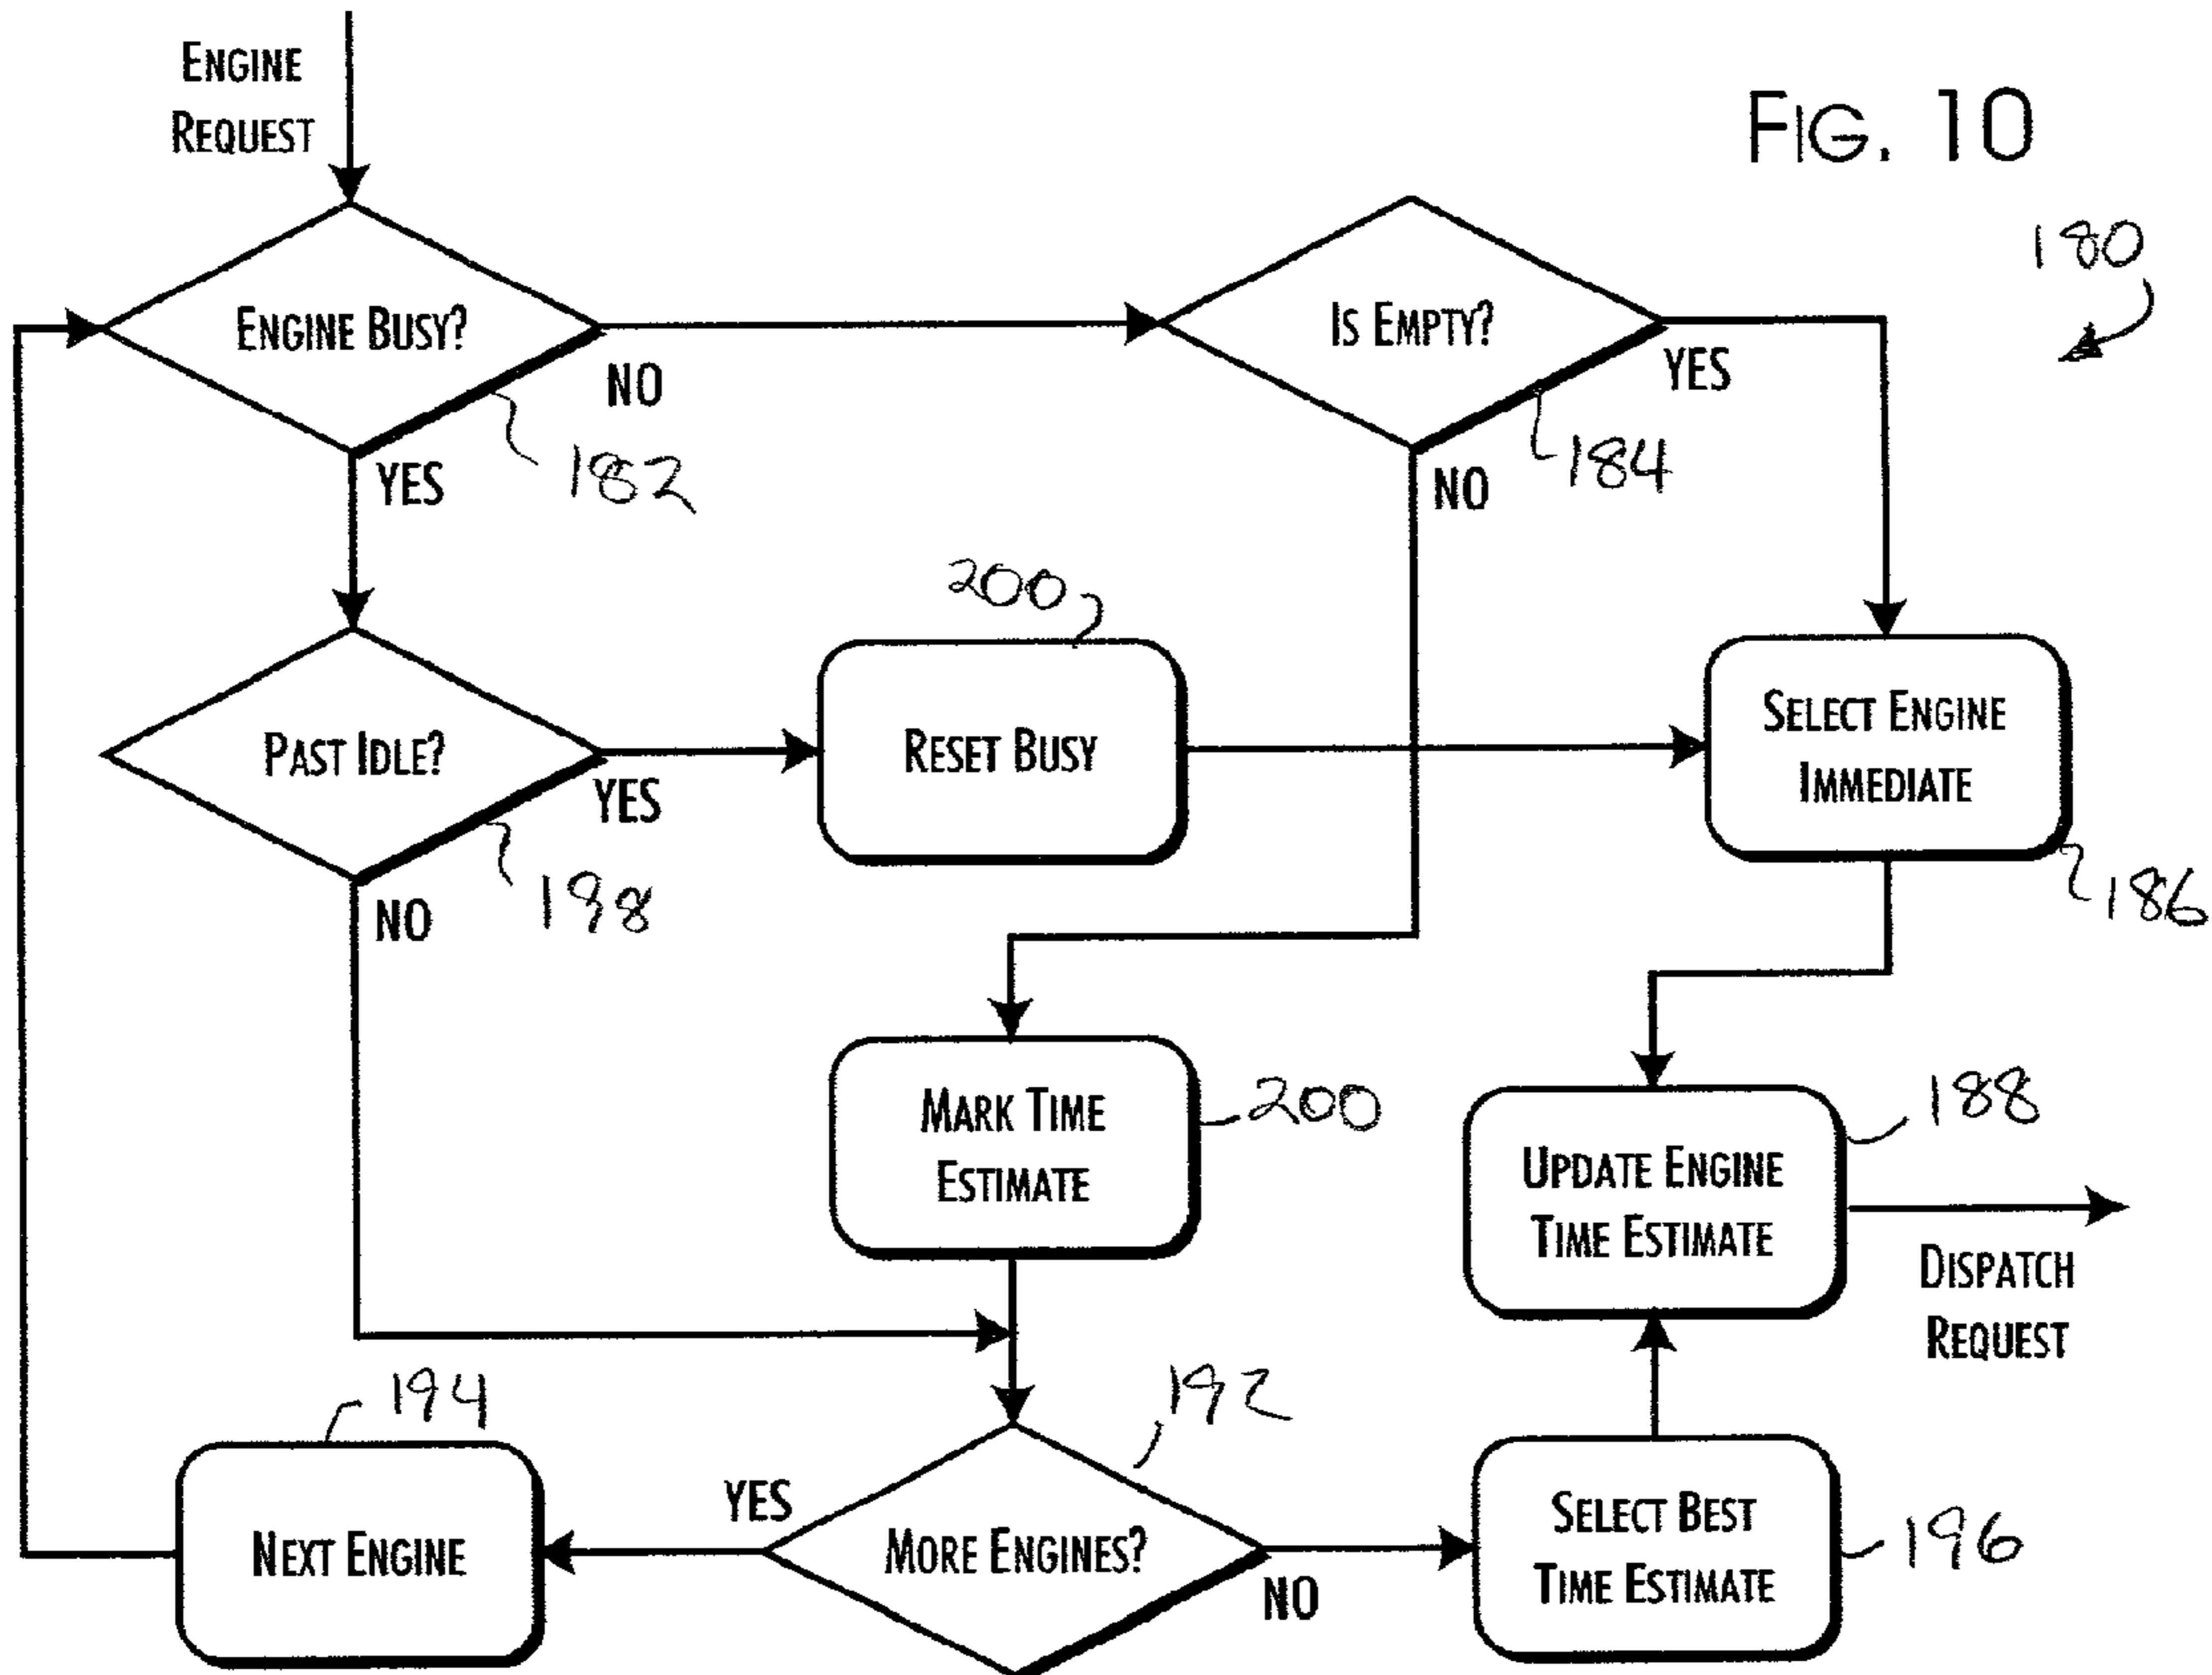 ENGINE
REQUEST
FIG. 10
180
ENGINE BUSY?
NO
182
YES
IS EMPTY?
YES
184
NO
200
PAST IDLE?
YES
198
NO
RESET BUSY
SELECT ENGINE
IMMEDIATE
186
MARK TIME
ESTIMATE
200
UPDATE ENGINE
TIME ESTIMATE
188
DISPATCH
REQUEST
194
NEXT ENGINE
YES
MORE ENGINES?
192
NO
SELECT BEST
TIME ESTIMATE
196